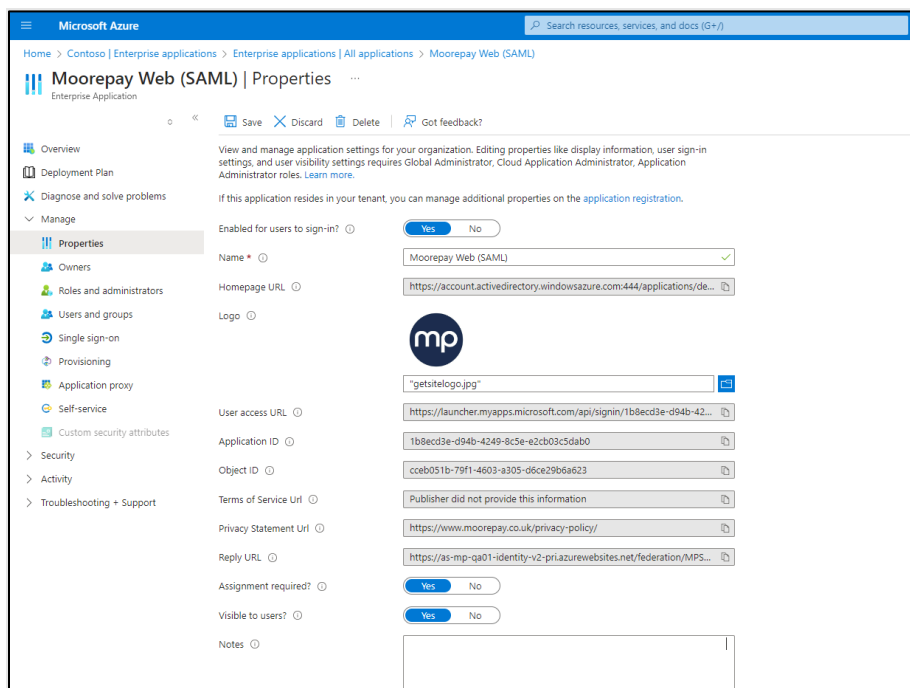 Microsoft Azure
Search resources, services, and docs (G+/)
Home > Contoso | Enterprise applications > Enterprise applications | All applications > Moorepay Web (SAML)
Moorepay Web (SAML) | Properties ...
Enterprise Application
Save Discard Delete Got feedback?
Overview
Deployment Plan
Diagnose and solve problems
Manage
Properties
Owners
Roles and administrators
Users and groups
Single sign-on
Provisioning
Application proxy
Self-service
Custom security attributes
Security
Activity
Troubleshooting + Support
View and manage application settings for your organization. Editing properties like display information, user sign-in
settings, and user visibility settings requires Global Administrator, Cloud Application Administrator, Application
Administrator roles. Learn more.
If this application resides in your tenant, you can manage additional properties on the application registration.
Enabled for users to sign-in? Yes No
Name * Moorepay Web (SAML)
Homepage URL https://account.activedirectory.windowsazure.com:444/applications/de...
Logo
mp
"getsitelogo.jpg"
User access URL https://launcher.myapps.microsoft.com/api/signin/1b8ecd3e-d94b-42...
Application ID 1b8ecd3e-d94b-4249-8c5e-e2cb03c5dab0
Object ID cceb051b-79f1-4603-a305-d6ce29b6a623
Terms of Service Url Publisher did not provide this information
Privacy Statement Url https://www.moorepay.co.uk/privacy-policy/
Reply URL https://as-mp-qa01-identity-v2-pri.azurewebsites.net/federation/MPS...
Assignment required? Yes No
Visible to users? Yes No
Notes